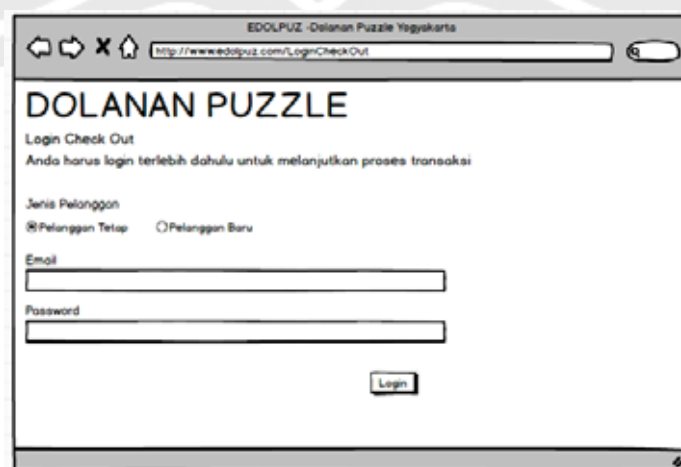 EDOLPUZ -Dolanan Puzzle Yogyakarta
http://www.edolpuz.com/LoginCheckOut
DOLANAN PUZZLE
Login Check Out
Anda harus login terlebih dahulu untuk melanjutkan proses transaksi
Jenis Pelanggan
Pelanggan Tetap Pelanggan Baru
Email
Password
Login